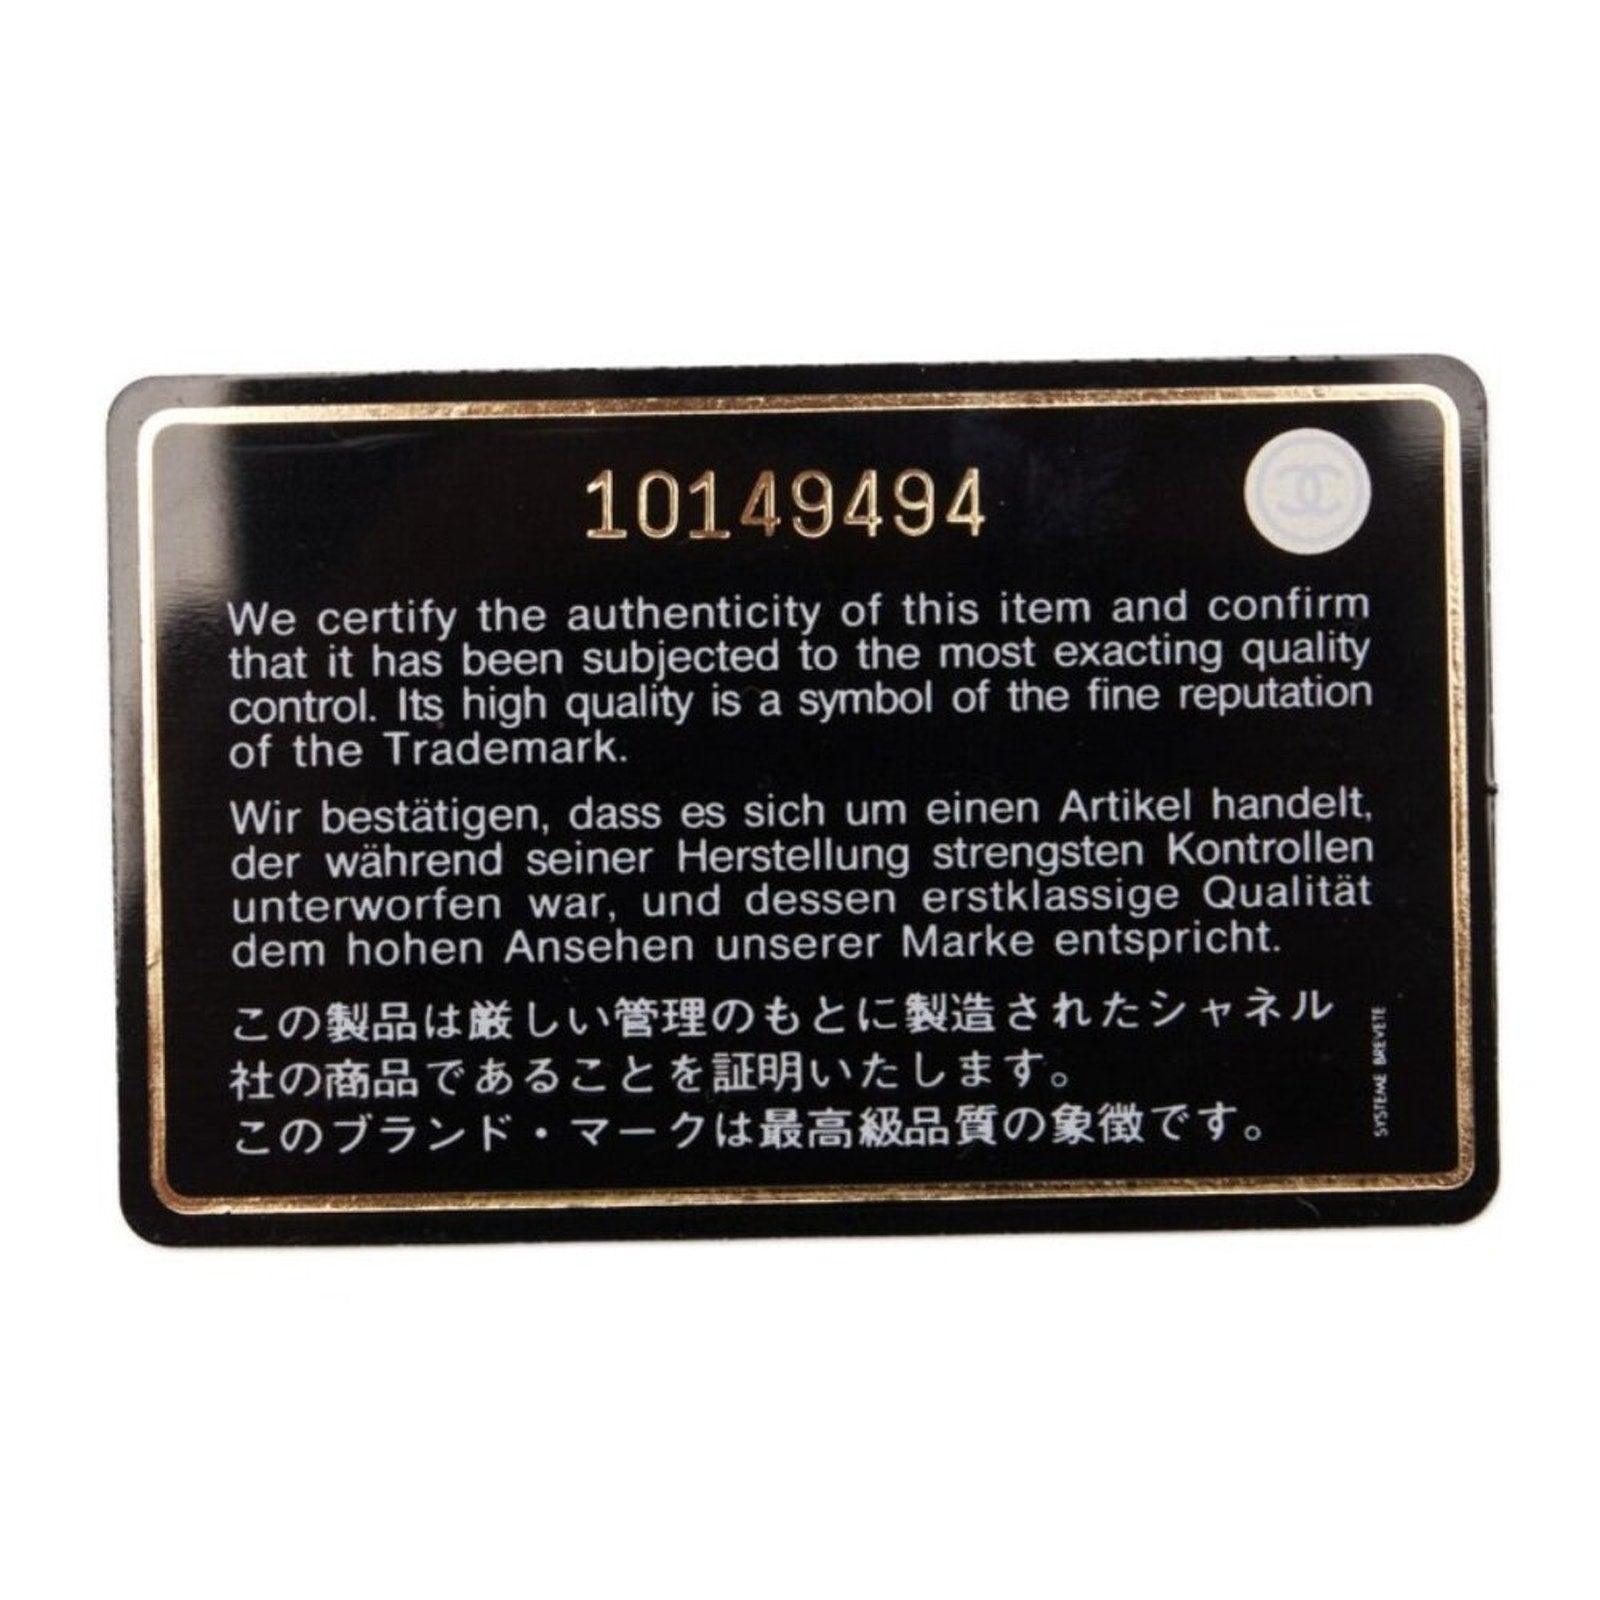 10149494
We certify the authenticity of this item and confirm
that it has been subjected to the most exacting quality
control. Its high quality is a symbol of the fine reputation
of the Trademark.
Wir bestätigen, dass es sich um einen Artikel handelt,
der während seiner Herstellung strengsten Kontrollen
unterworfen war, und dessen erstklassige Qualität
dem hohen Ansehen unserer Marke entspricht.
この製品は厳しい管理のもとに製造されたシャネル
社の商品であることを証明いたします。
このブランド・マークは最高級品質の象徴です。
SYSTEME BREVETE